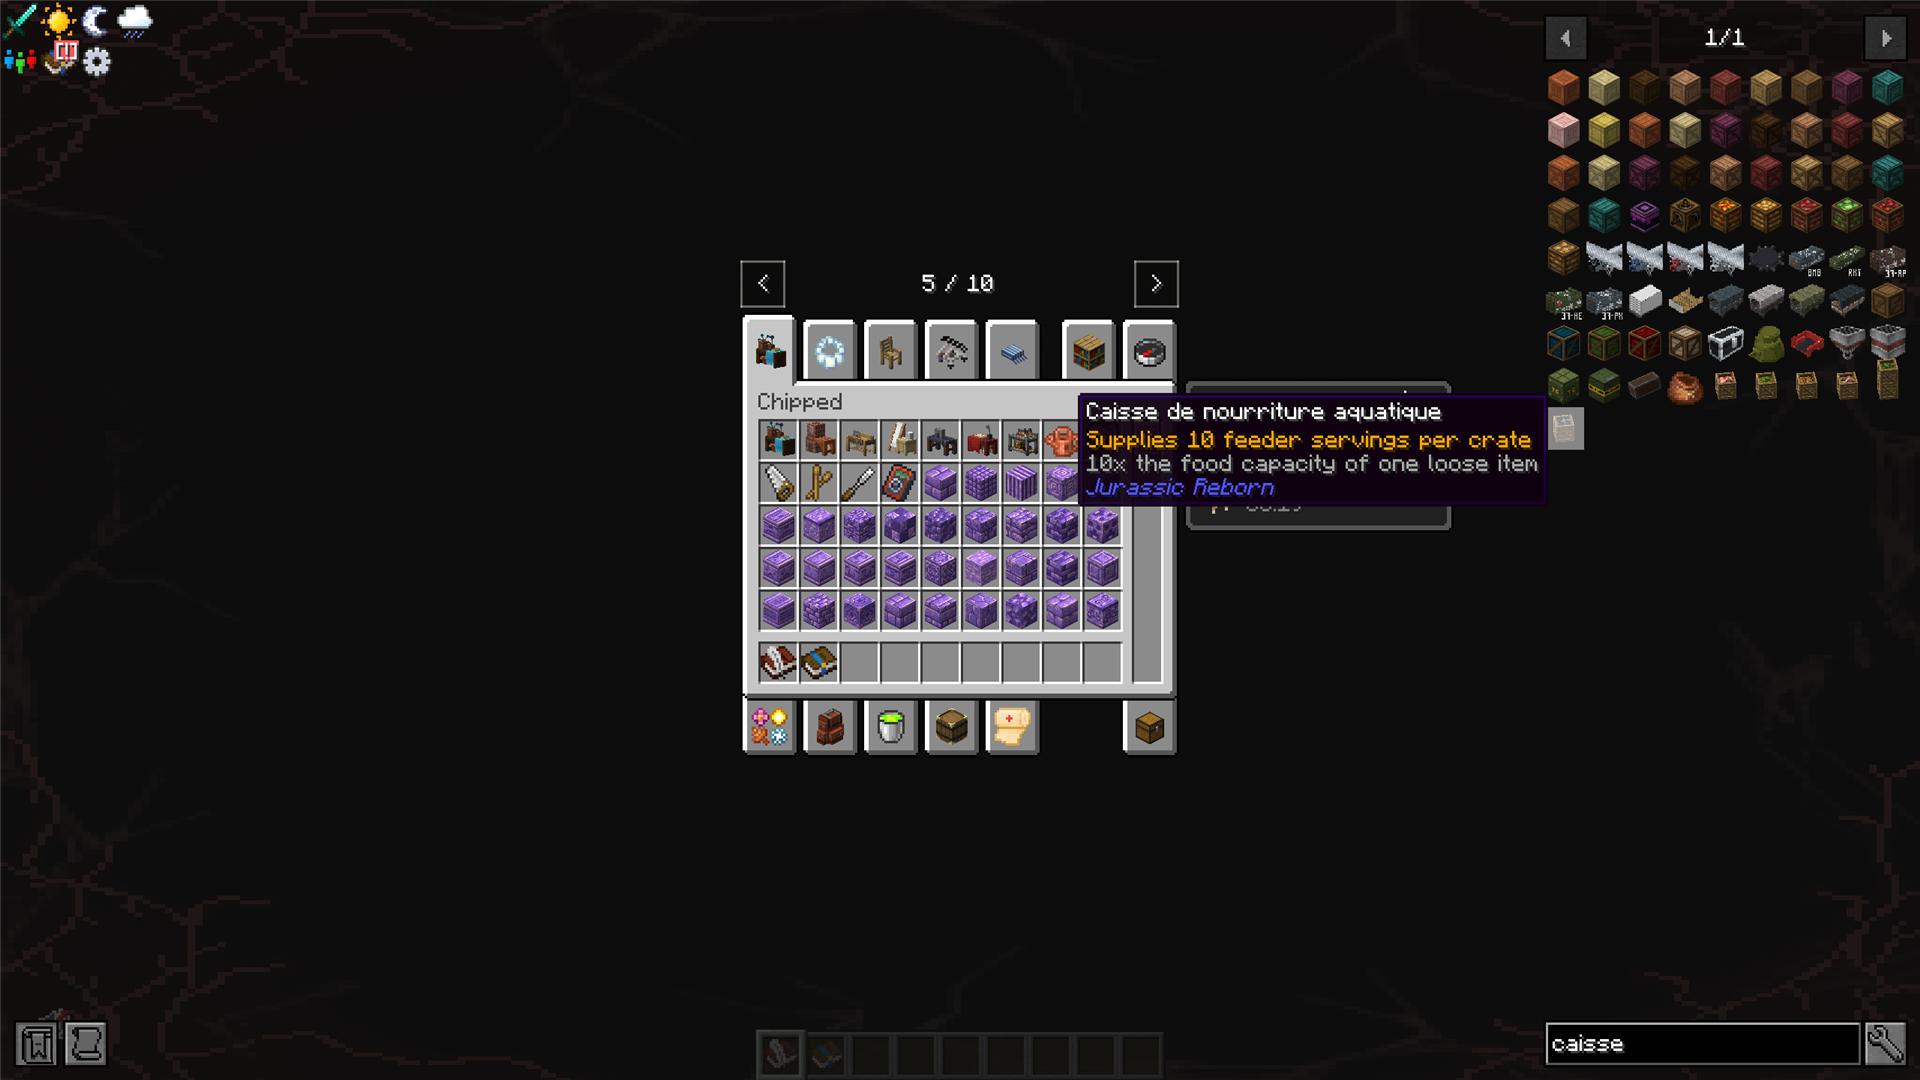 1/1
5 / 10
Chipped
Caisse de nourriture aquatique
Supplies 10 feeder servings per crate
10x the food capacity of one loose item
Jurassic Reborn
caisse